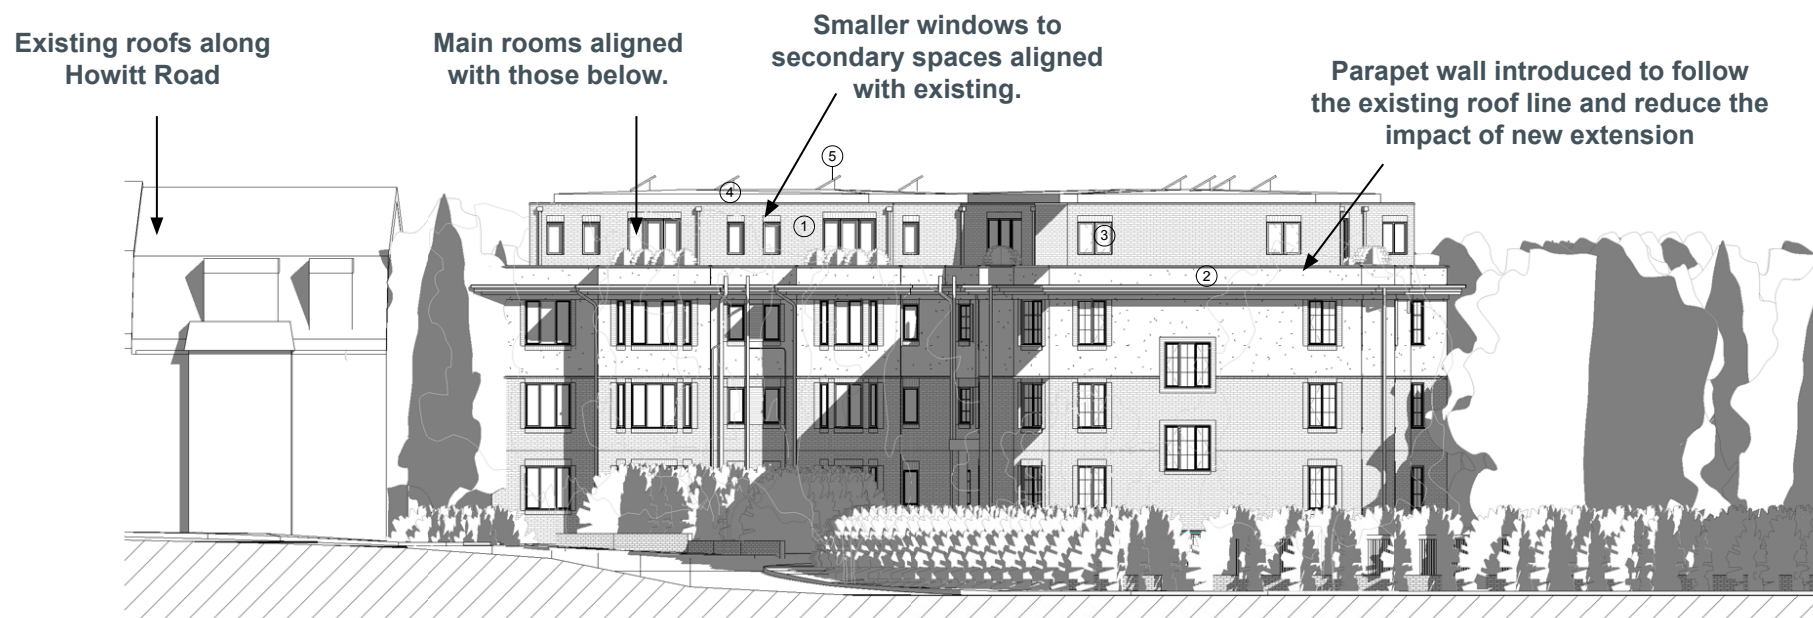 Existing roofs along
Howitt Road
Main rooms aligned
with those below.
Smaller windows to
secondary spaces aligned
with existing.
Parapet wall introduced to follow
the existing roof line and reduce the
impact of new extension
5
4
1
3
2